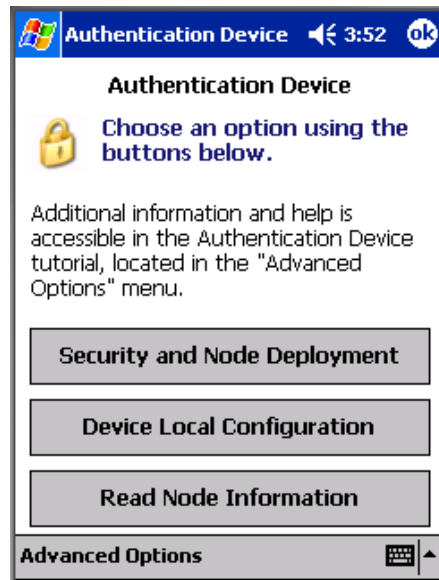 Authentication Device 3:52 ok
Authentication Device
Choose an option using the
buttons below.
Additional information and help is
accessible in the Authentication Device
tutorial, located in the "Advanced
Options" menu.
Security and Node Deployment
Device Local Configuration
Read Node Information
Advanced Options